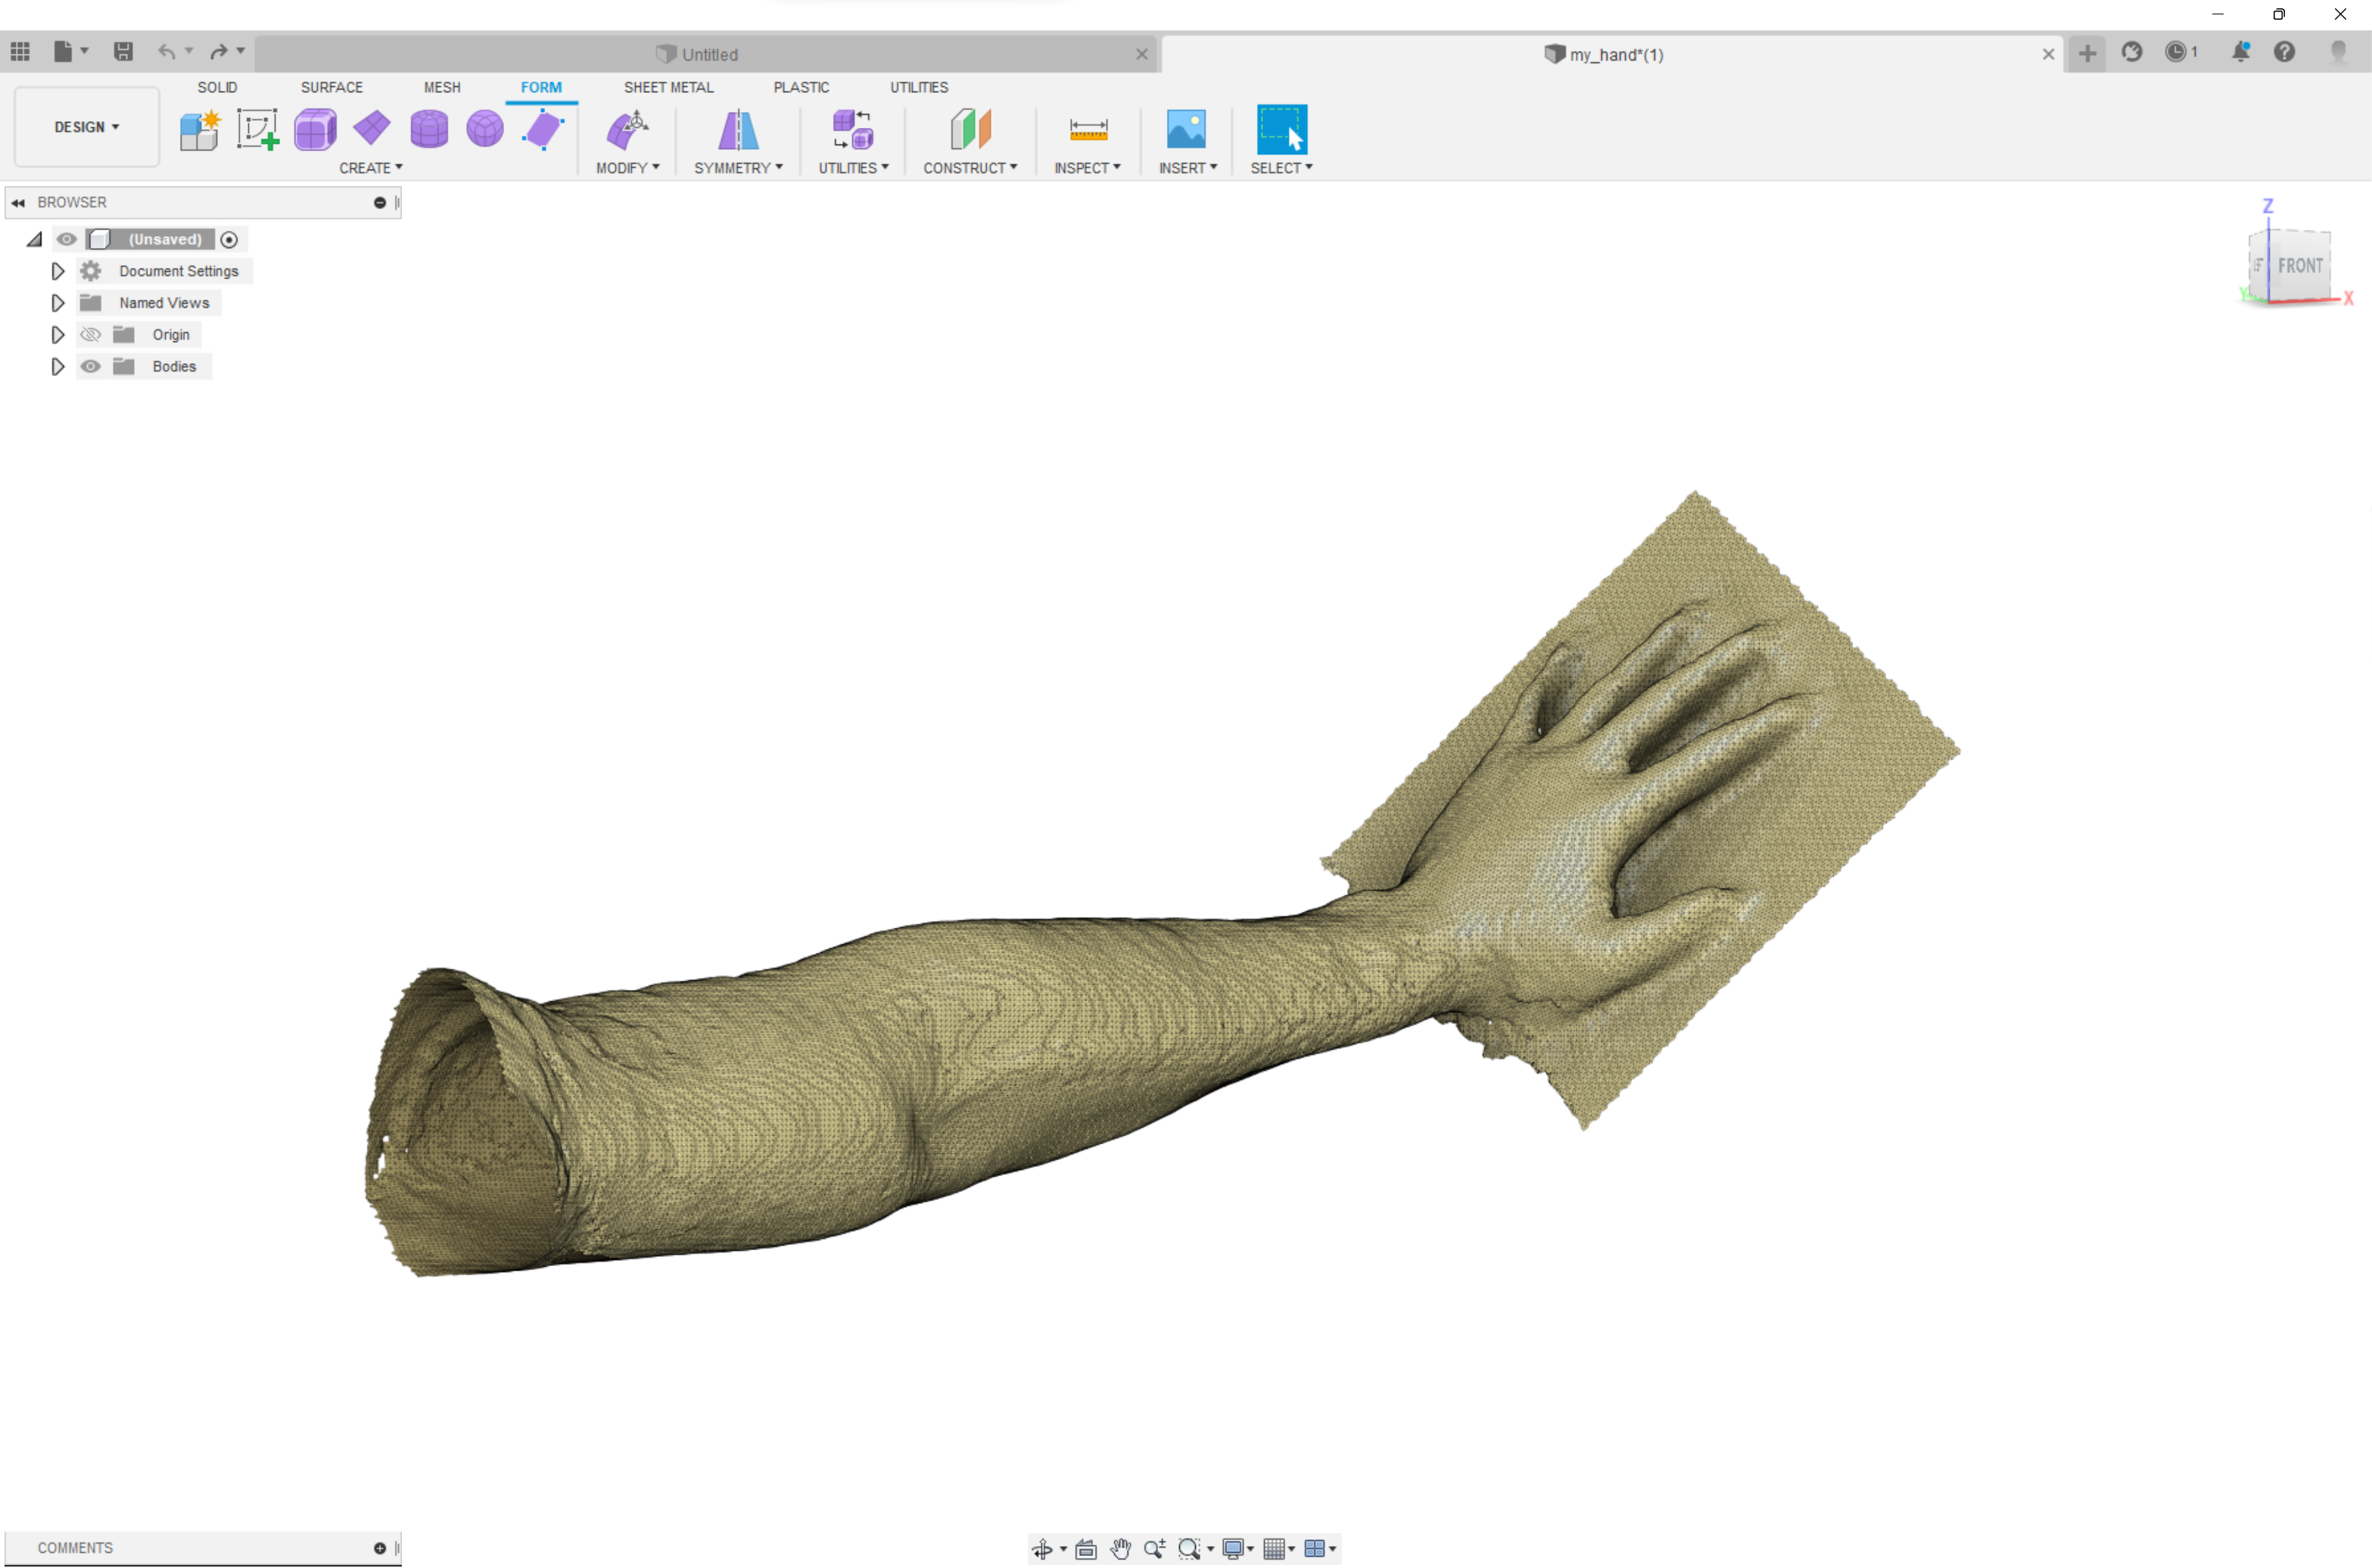 Untitled
my_hand*(1)
1
SOLID SURFACE MESH FORM SHEET METAL PLASTIC UTILITIES
DESIGN
CREATE MODIFY SYMMETRY UTILITIES CONSTRUCT INSPECT INSERT SELECT
BROWSER
(Unsaved)
Document Settings
Named Views
Origin
Bodies
Z
FRONT
Y
X
COMMENTS